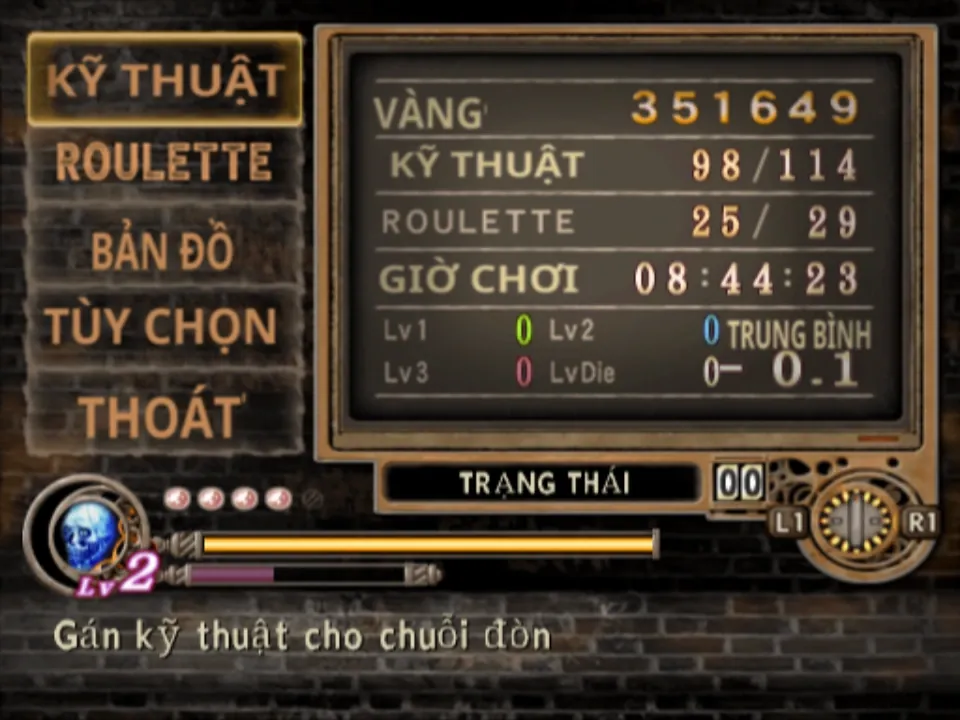 KỸ THUẬT
ROULETTE
BẢN ĐỒ
TÙY CHỌN
THOÁT
VÀNG 351649
KỸ THUẬT 98/114
ROULETTE 25/ 29
GIỜ CHƠI 08:44:23
Lv1 0 Lv2 0 TRUNG BÌNH
Lv3 0 LvDie 0 - 0.1
TRẠNG THÁI 00
L1 R1
Lv2
Gán kỹ thuật cho chuỗi đòn